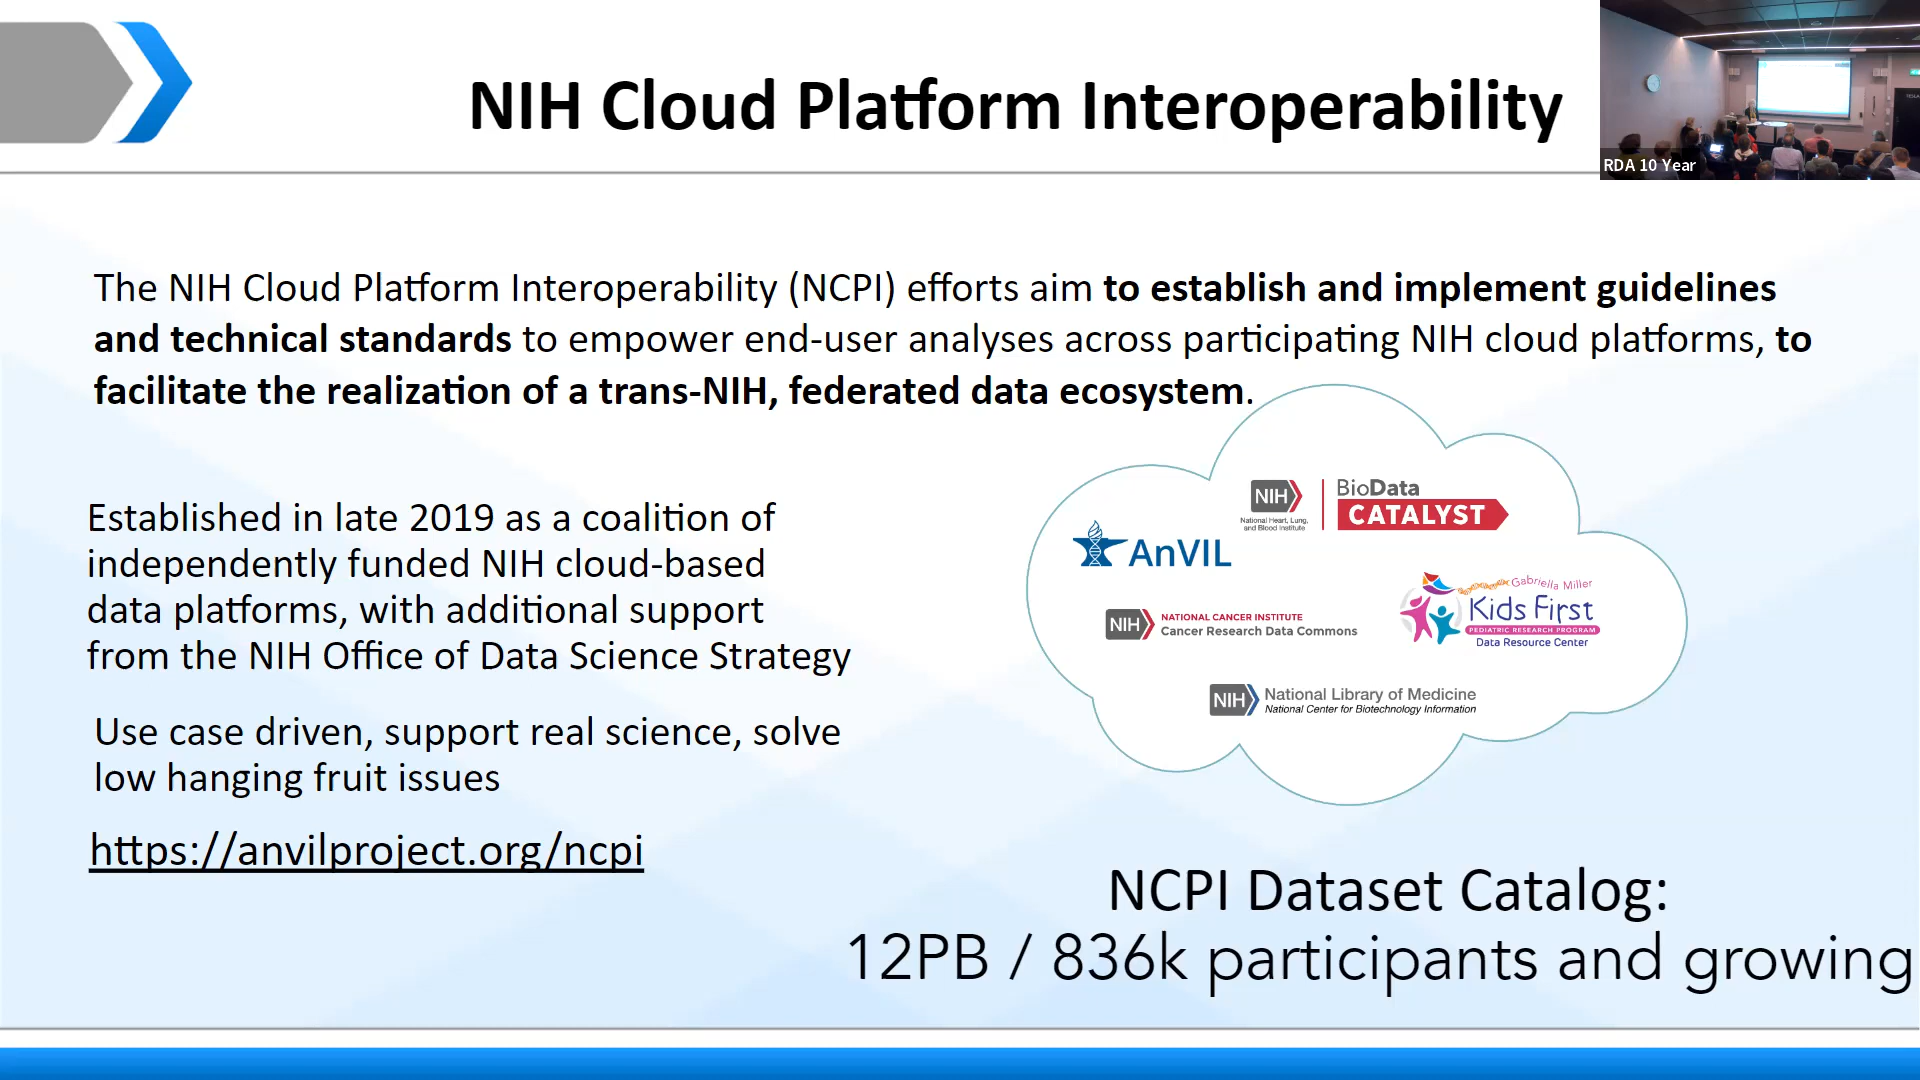 NIH Cloud Platform Interoperability
RDA 10 Year
The NIH Cloud Platform Interoperability (NCPI) efforts aim to establish and implement guidelines
and technical standards to empower end-user analyses across participating NIH cloud platforms, to
facilitate the realization of a trans-NIH, federated data ecosystem.
Established in late 2019 as a coalition of
independently funded NIH cloud-based
data platforms, with additional support
from the NIH Office of Data Science Strategy
Use case driven, support real science, solve
low hanging fruit issues
https://anvilproject.org/ncpi
NIH
National Heart, Lung,
and Blood Institute
BioData
CATALYST
AnVIL
NIH
NATIONAL CANCER INSTITUTE
Cancer Research Data Commons
Gabriella Miller
Kids First
PEDIATRIC RESEARCH PROGRAM
Data Resource Center
NIH
National Library of Medicine
National Center for Biotechnology Information
NCPI Dataset Catalog:
12PB / 836k participants and growing